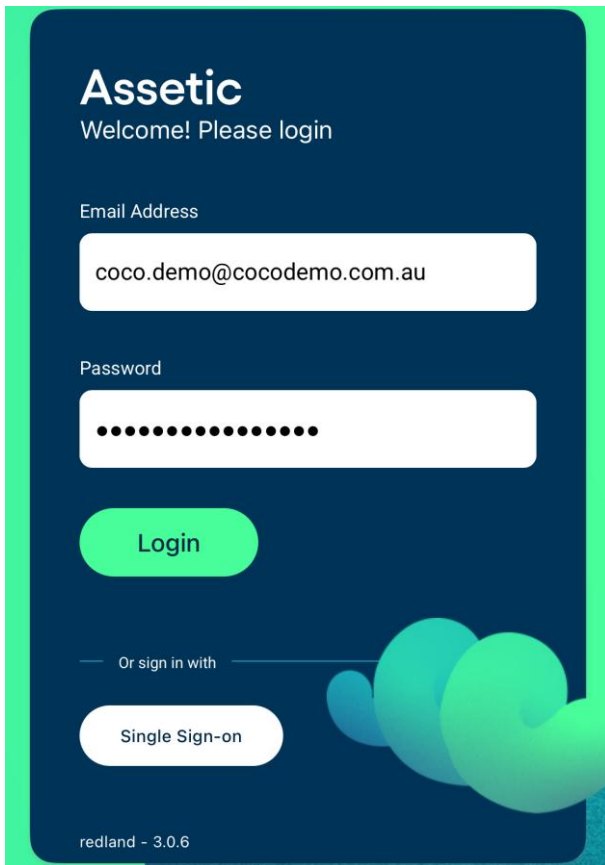 Assetic
Welcome! Please login
Email Address
coco.demo@cocodemo.com.au
Password
••••••••••••••••
Login
Or sign in with
Single Sign-on
redland - 3.0.6